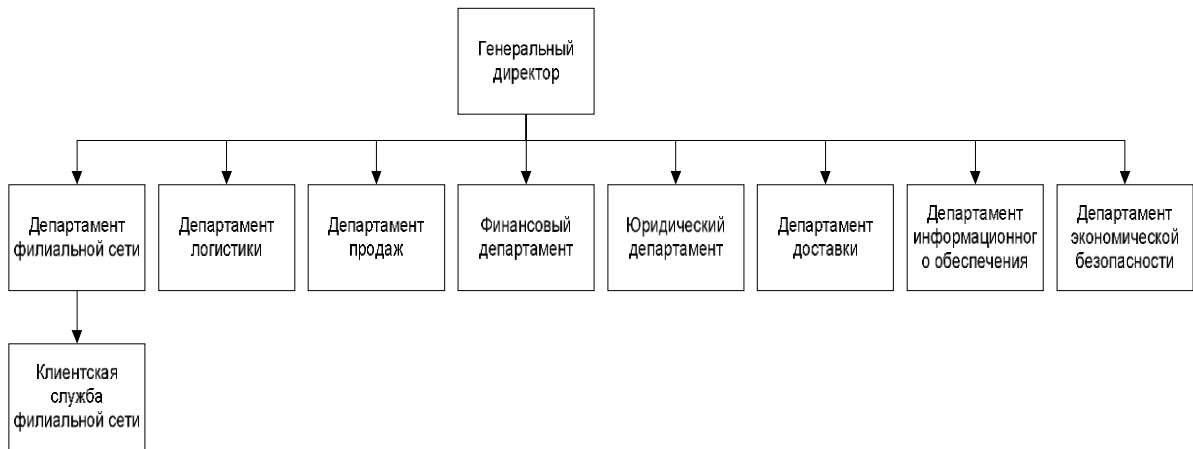 Генеральный
директор
Департамент
филиальной сети
Департамент
логистики
Департамент
продаж
Финансовый
департамент
Юридический
департамент
Департамент
доставки
Департамент
информационног
о обеспечения
Департамент
экономической
безопасности
Клиентская
служба
филиальной сети